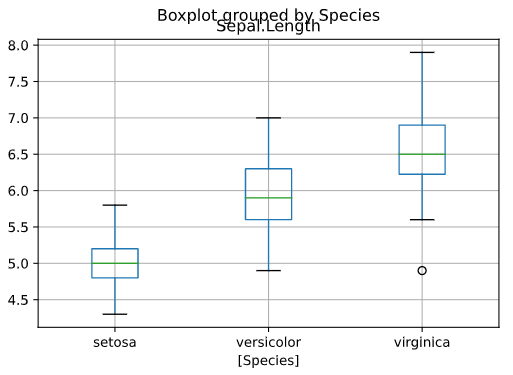 Boxplot grouped by Species
Sepal.Length
8.0
7.5
7.0
6.5
6.0
5.5
5.0
4.5
setosa versicolor virginica
[Species]